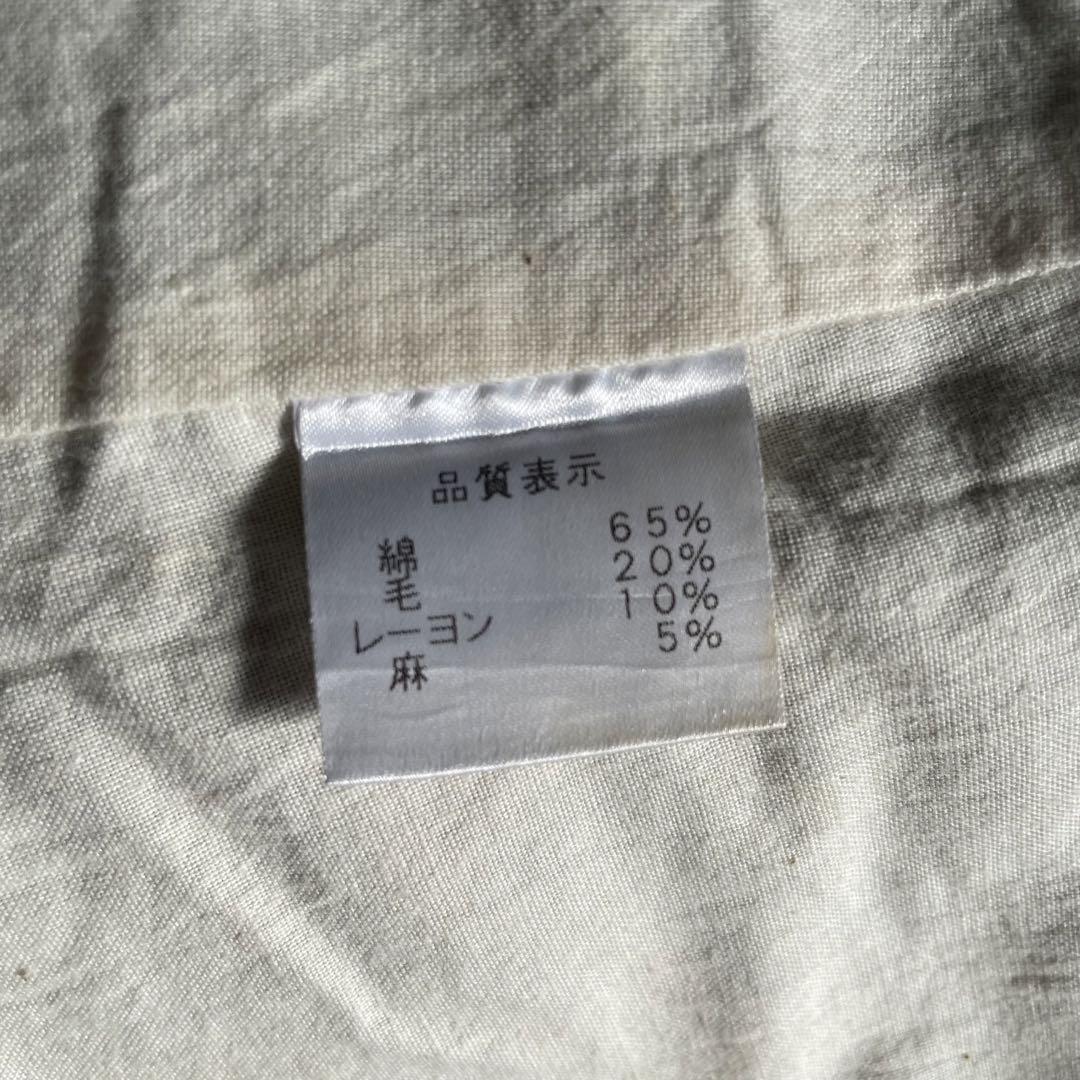 品質表示
綿 65%
毛 20%
レーヨン 10%
麻 5%